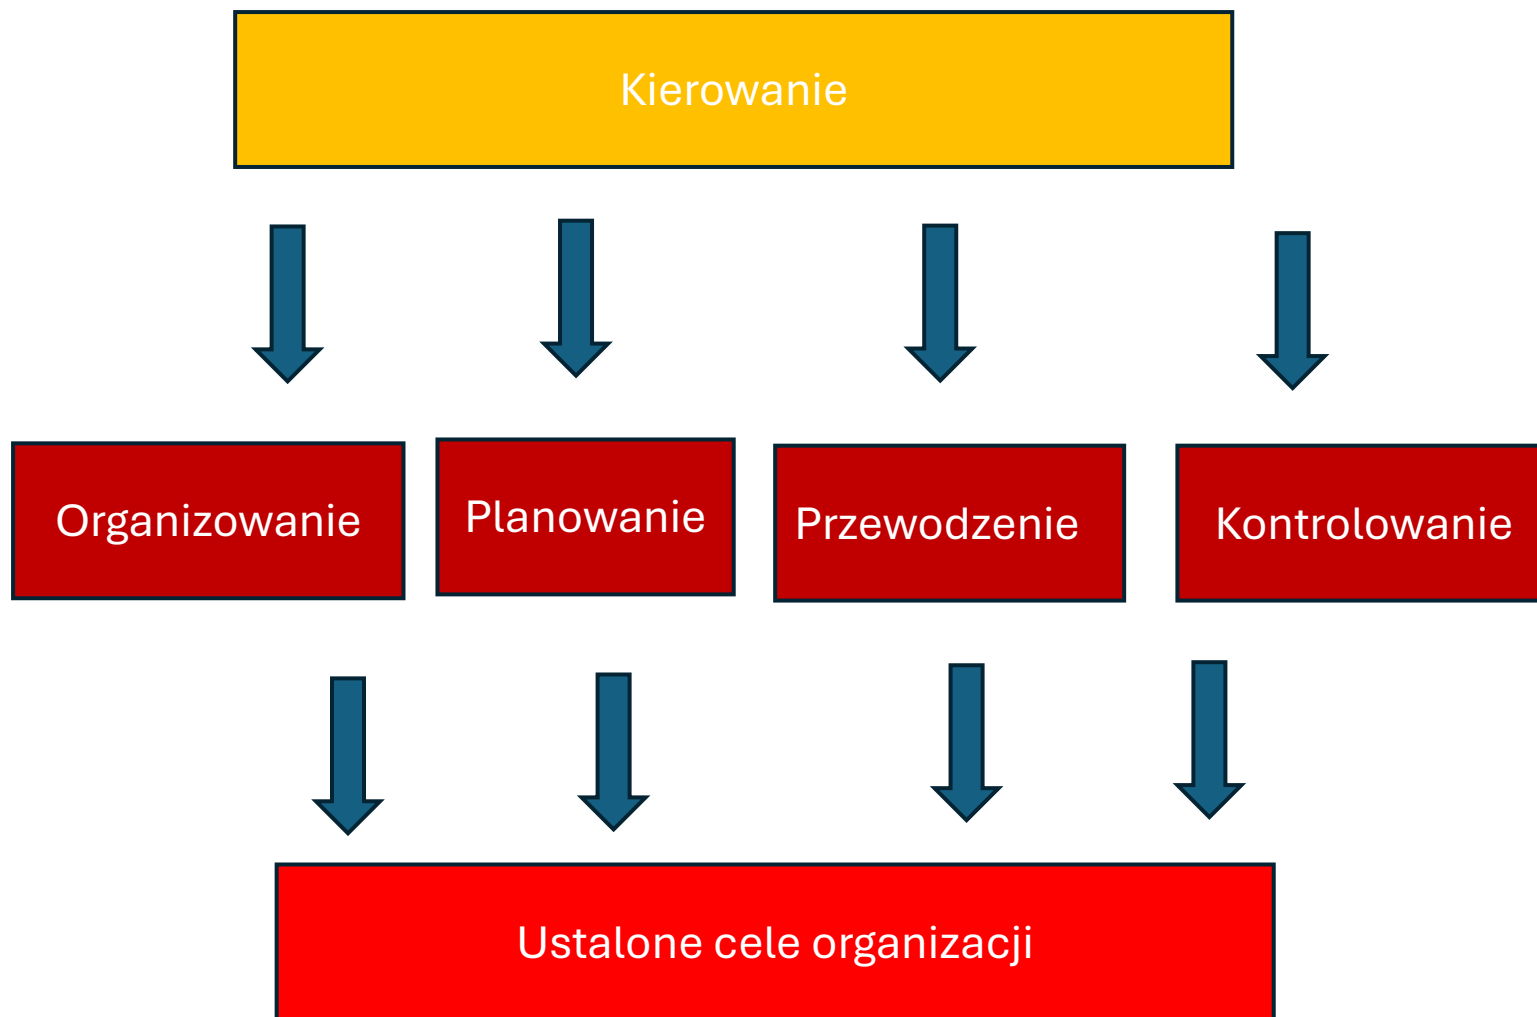 Kierowanie
Organizowanie
Planowanie
Przewodzenie
Kontrolowanie
Ustalone cele organizacji